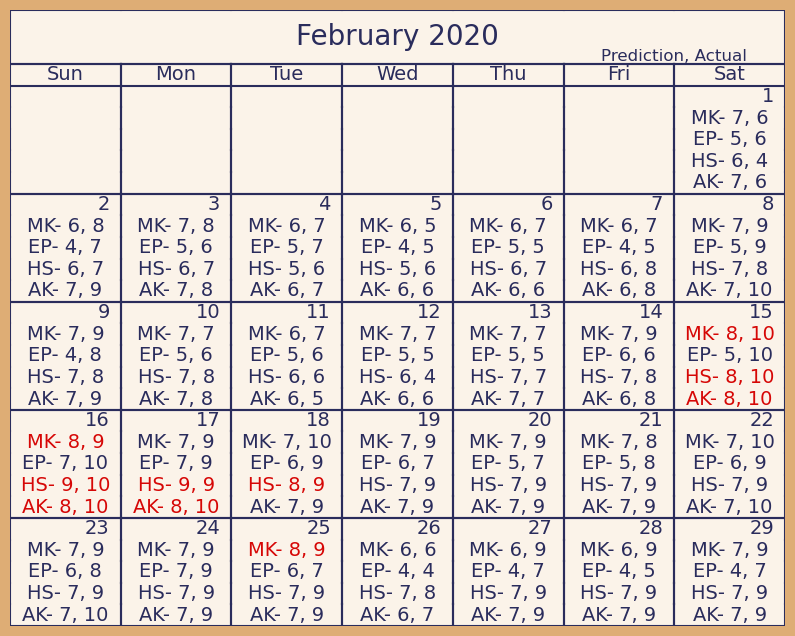 February 2020
Prediction, Actual
Sun Mon Tue Wed Thu Fri Sat
1
MK- 7, 6
EP- 5, 6
HS- 6, 4
AK- 7, 6
2 3 4 5 6 7 8
MK- 6, 8 MK- 7, 8 MK- 6, 7 MK- 6, 5 MK- 6, 7 MK- 6, 7 MK- 7, 9
EP- 4, 7 EP- 5, 6 EP- 5, 7 EP- 4, 5 EP- 5, 5 EP- 4, 5 EP- 5, 9
HS- 6, 7 HS- 6, 7 HS- 5, 6 HS- 5, 6 HS- 6, 7 HS- 6, 8 HS- 7, 8
AK- 7, 9 AK- 7, 8 AK- 6, 7 AK- 6, 6 AK- 6, 6 AK- 6, 8 AK- 7, 10
9 10 11 12 13 14 15
MK- 7, 9 MK- 7, 7 MK- 6, 7 MK- 7, 7 MK- 7, 7 MK- 7, 9 MK- 8, 10
EP- 4, 8 EP- 5, 6 EP- 5, 6 EP- 5, 5 EP- 5, 5 EP- 6, 6 EP- 5, 10
HS- 7, 8 HS- 7, 8 HS- 6, 6 HS- 6, 4 HS- 7, 7 HS- 7, 8 HS- 8, 10
AK- 7, 9 AK- 7, 8 AK- 6, 5 AK- 6, 6 AK- 7, 7 AK- 6, 8 AK- 8, 10
16 17 18 19 20 21 22
MK- 8, 9 MK- 7, 9 MK- 7, 10 MK- 7, 9 MK- 7, 9 MK- 7, 8 MK- 7, 10
EP- 7, 10 EP- 7, 9 EP- 6, 9 EP- 6, 7 EP- 5, 7 EP- 5, 8 EP- 6, 9
HS- 9, 10 HS- 9, 9 HS- 8, 9 HS- 7, 9 HS- 7, 9 HS- 7, 9 HS- 7, 9
AK- 8, 10 AK- 8, 10 AK- 7, 9 AK- 7, 9 AK- 7, 9 AK- 7, 9 AK- 7, 10
23 24 25 26 27 28 29
MK- 7, 9 MK- 7, 9 MK- 8, 9 MK- 6, 6 MK- 6, 9 MK- 6, 9 MK- 7, 9
EP- 6, 8 EP- 7, 9 EP- 6, 7 EP- 4, 4 EP- 4, 7 EP- 4, 5 EP- 4, 7
HS- 7, 9 HS- 7, 9 HS- 7, 9 HS- 7, 8 HS- 7, 9 HS- 7, 9 HS- 7, 9
AK- 7, 10 AK- 7, 9 AK- 7, 9 AK- 6, 7 AK- 7, 9 AK- 7, 9 AK- 7, 9